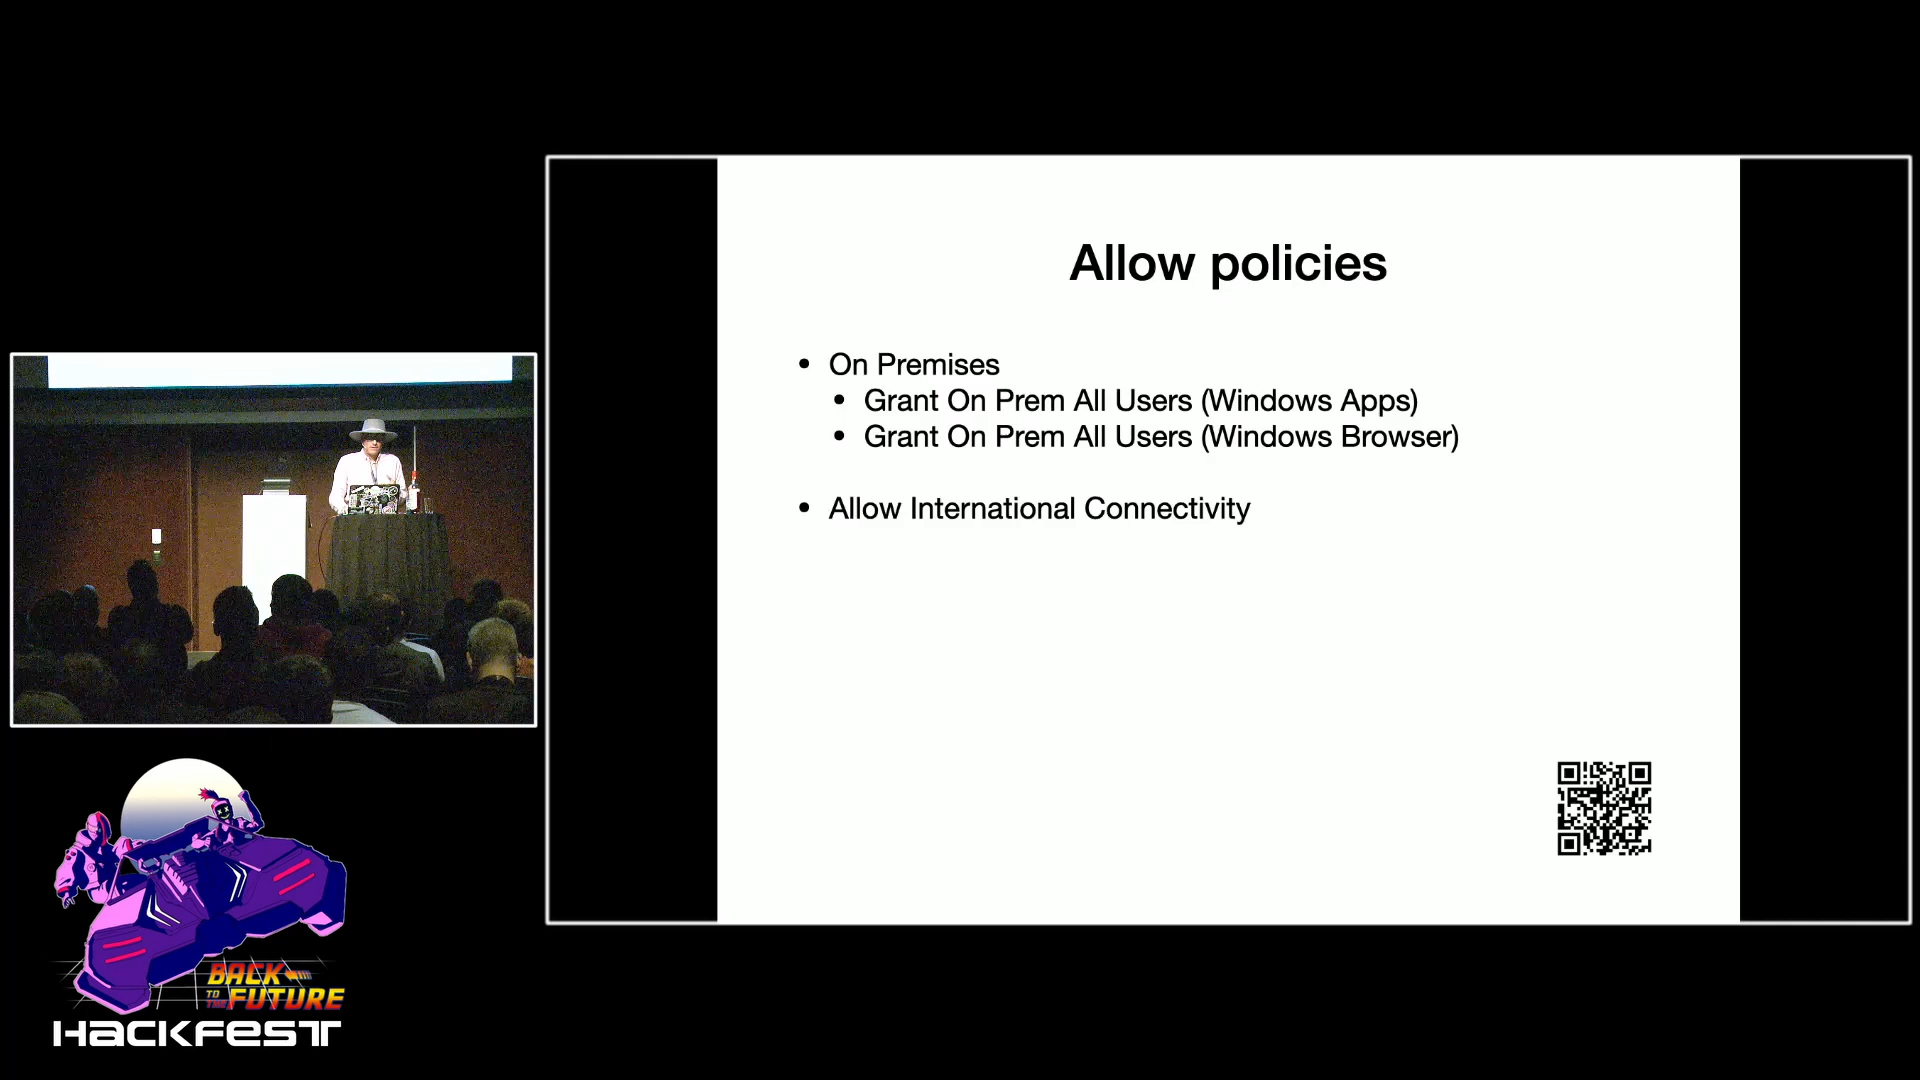 Allow policies
• On Premises
• Grant On Prem All Users (Windows Apps)
• Grant On Prem All Users (Windows Browser)
• Allow International Connectivity
BACK
TO THE FUTURE
HACKFEST